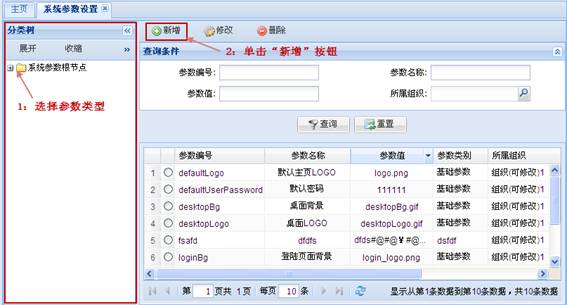 主页 系统参数设置
分类树
展开 收缩
系统参数根节点
1：选择参数类型
新增 修改 删除
2：单击“新增”按钮
查询条件
参数编号： 参数名称：
参数值： 所属组织：
查询 重置
参数编号 参数名称 参数值 参数类别 所属组织
1 defaultLogo 默认主页LOGO logo.png 基础参数 组织(可修改)1
2 defaultUserPassword 默认密码 111111 基础参数 组织(可修改)1
3 desktopBg 桌面背景 desktopBg.gif 基础参数 组织(可修改)1
4 desktopLogo 桌面LOGO desktopLogo.gif 基础参数 组织(可修改)1
5 fsafd dfdfs dfds#@#@￥#@... dsfdf 组织(可修改)1
6 loginBg 登陆页面背景 login_logo.png 基础参数 组织(可修改)1
第 1 页共 1 页 每页 10 条 显示从第1条数据到第10条数据，共10条数据